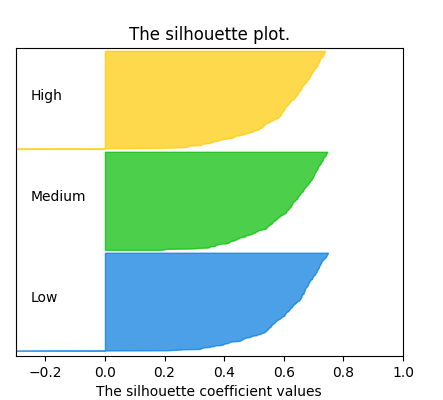 The silhouette plot.
High
Medium
Low
−0.2 0.0 0.2 0.4 0.6 0.8 1.0
The silhouette coefficient values